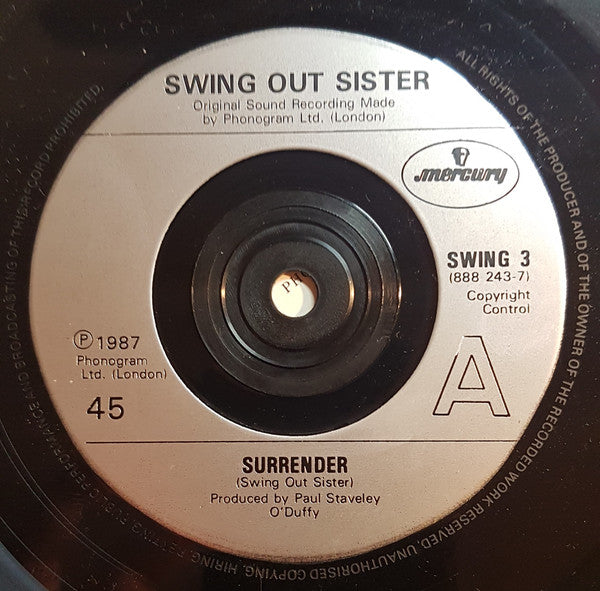 SWING OUT SISTER
Original Sound Recording Made
by Phonogram Ltd. (London)
mercury
SWING 3
(888 243-7)
Copyright
Control
Ⓟ 1987
Phonogram
Ltd. (London)
45
A
SURRENDER
(Swing Out Sister)
Produced by Paul Staveley
O'Duffy
ALL RIGHTS OF THE PRODUCER AND OF THE OWNER OF THE RECORDED WORK RESERVED. UNAUTHORISED COPYING, HIRING, LENDING, PUBLIC PERFORMANCE AND BROADCASTING OF THIS RECORD PROHIBITED.
PHO